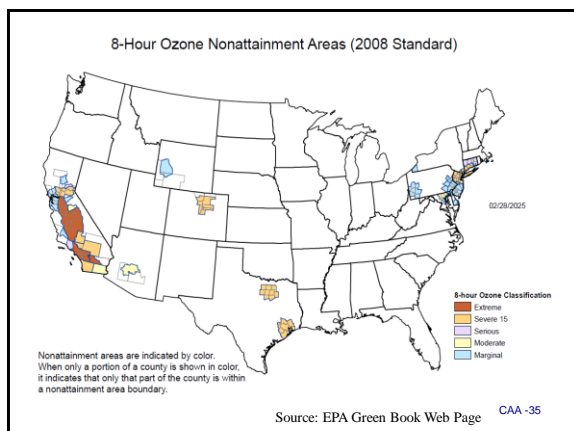 8-Hour Ozone Nonattainment Areas (2008 Standard)
02/28/2025
8-hour Ozone Classification
Extreme
Severe 15
Serious
Moderate
Marginal
Nonattainment areas are indicated by color.
When only a portion of a county is shown in color,
it indicates that only that part of the county is within
a nonattainment area boundary.
Source: EPA Green Book Web Page
CAA -35